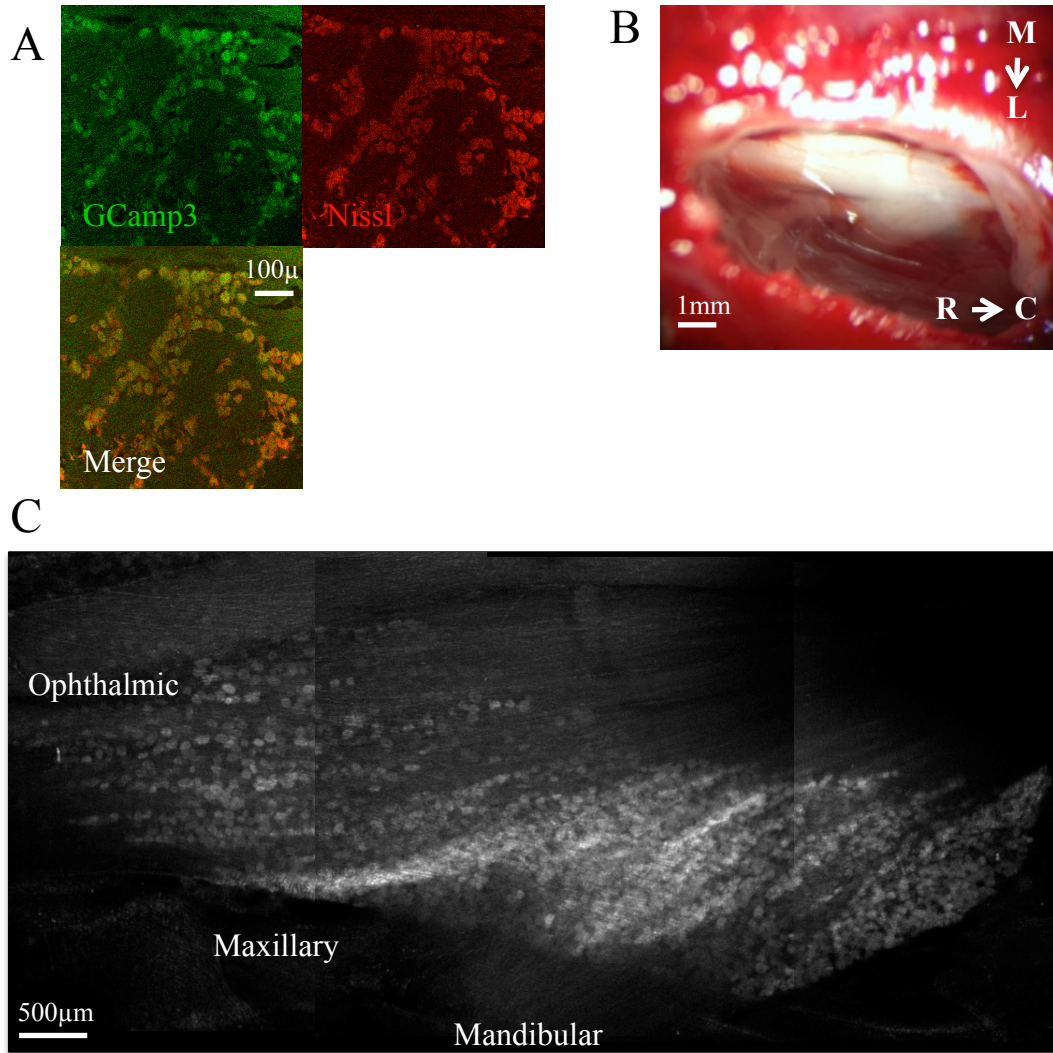 A
GCamp3
Nissl
100µ
Merge
B
M
L
R
C
1mm
C
Ophthalmic
Maxillary
500µm
Mandibular